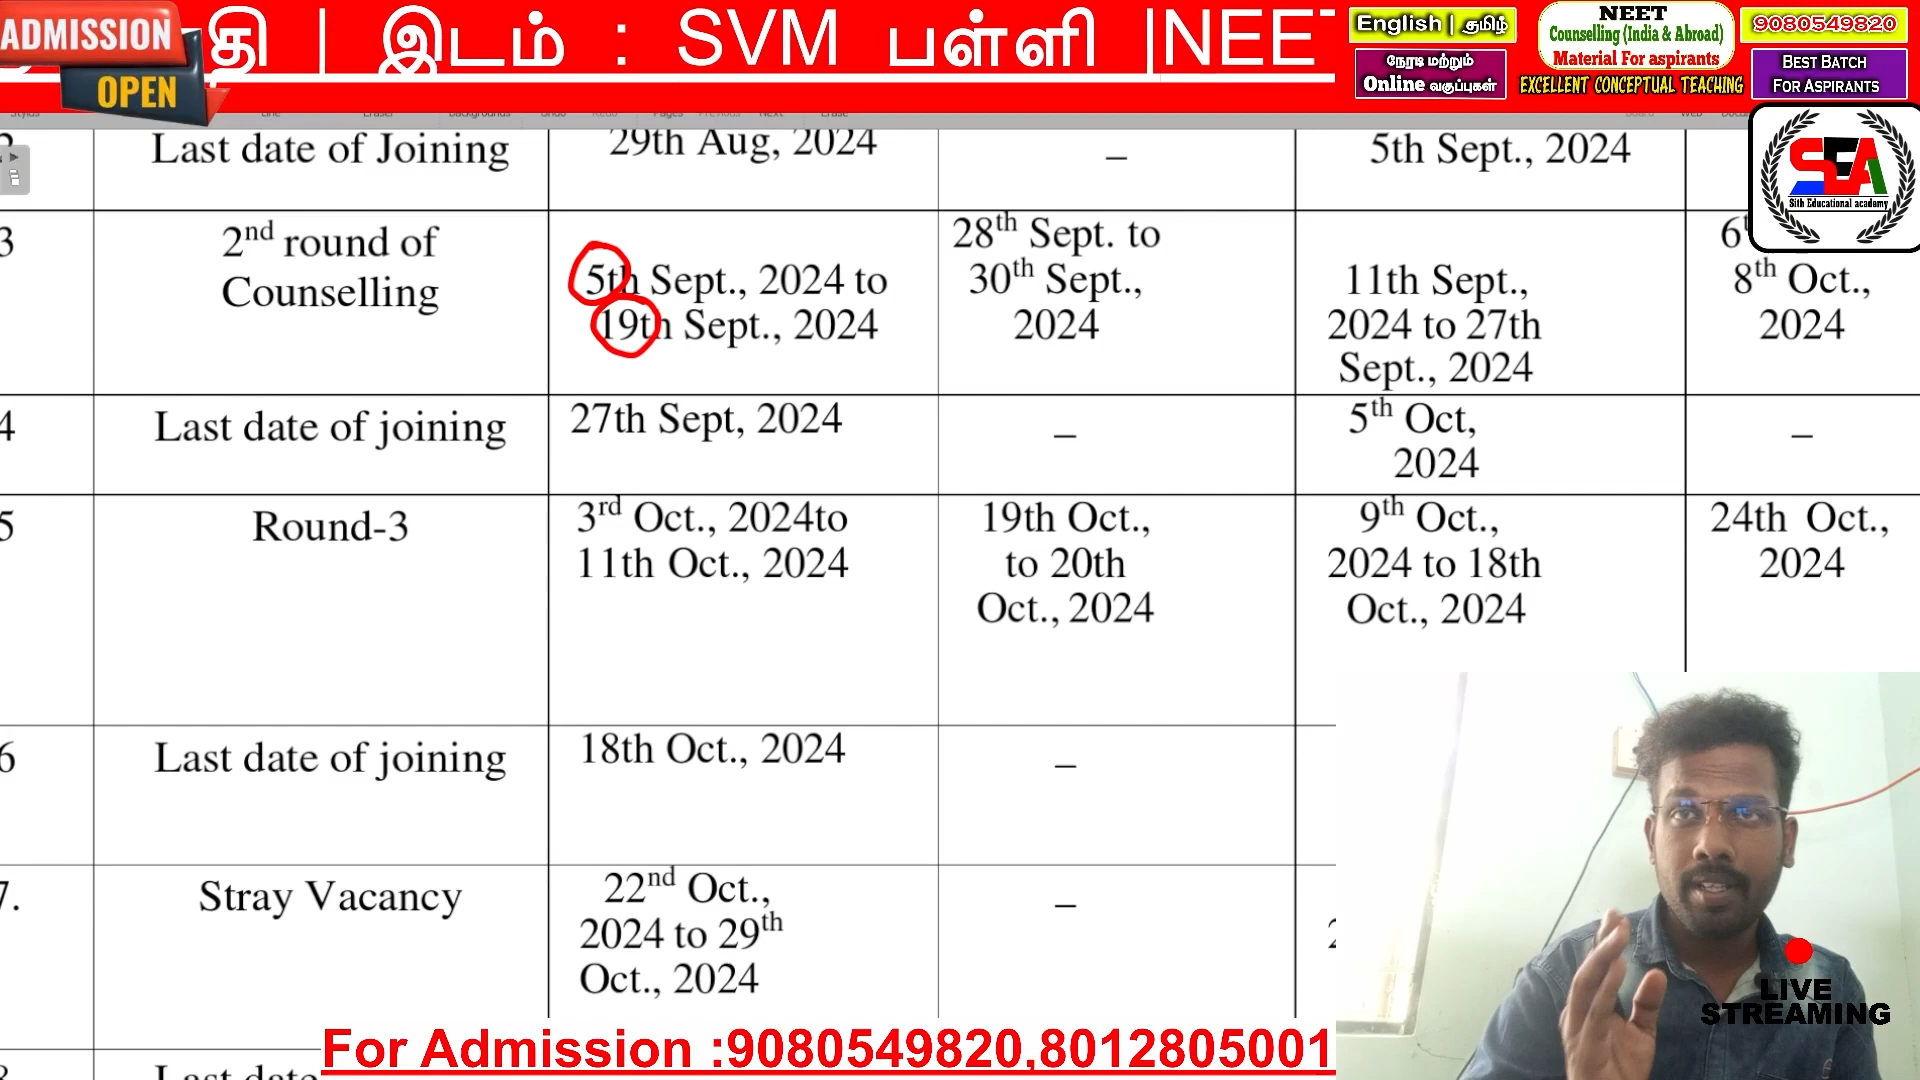 ADMISSION
OPEN
தி | இடம் : SVM பள்ளி |NEET
English | தமிழ்
நேரடி மற்றும்
Online வகுப்புகள்
NEET
Counselling (India & Abroad)
Material For aspirants
EXCELLENT CONCEPTUAL TEACHING
9080549820
BEST BATCH
FOR ASPIRANTS
SEA
Sith Educational academy
Last date of Joining
29th Aug, 2024
–
5th Sept., 2024
3
2nd round of
Counselling
5th Sept., 2024 to
19th Sept., 2024
28th Sept. to
30th Sept.,
2024
11th Sept.,
2024 to 27th
Sept., 2024
8th Oct.,
2024
4
Last date of joining
27th Sept, 2024
–
5th Oct,
2024
–
5
Round-3
3rd Oct., 2024to
11th Oct., 2024
19th Oct.,
to 20th
Oct., 2024
9th Oct.,
2024 to 18th
Oct., 2024
24th Oct.,
2024
6
Last date of joining
18th Oct., 2024
–
7.
Stray Vacancy
22nd Oct.,
2024 to 29th
Oct., 2024
–
Last date
For Admission :9080549820,8012805001
LIVE
STREAMING